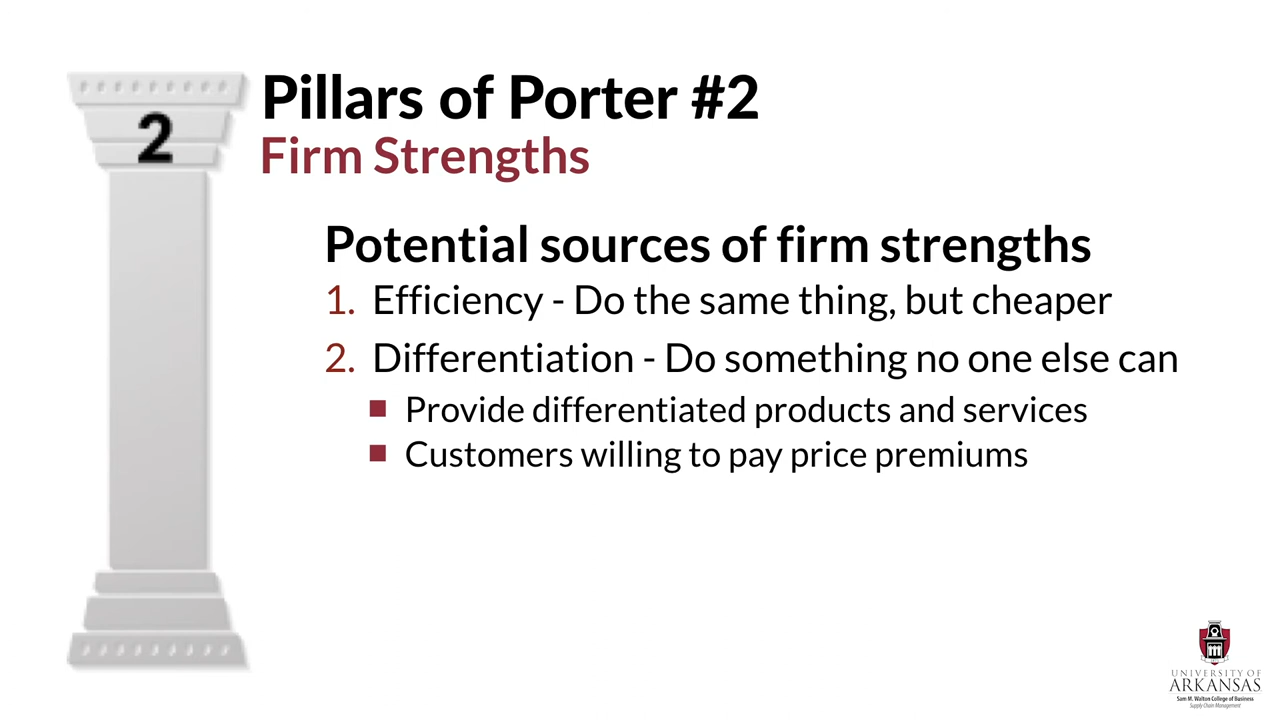 2
Pillars of Porter #2
Firm Strengths
Potential sources of firm strengths
1. Efficiency - Do the same thing, but cheaper
2. Differentiation - Do something no one else can
■ Provide differentiated products and services
■ Customers willing to pay price premiums
UNIVERSITY OF
ARKANSAS
Sam M. Walton College of Business
Supply Chain Management